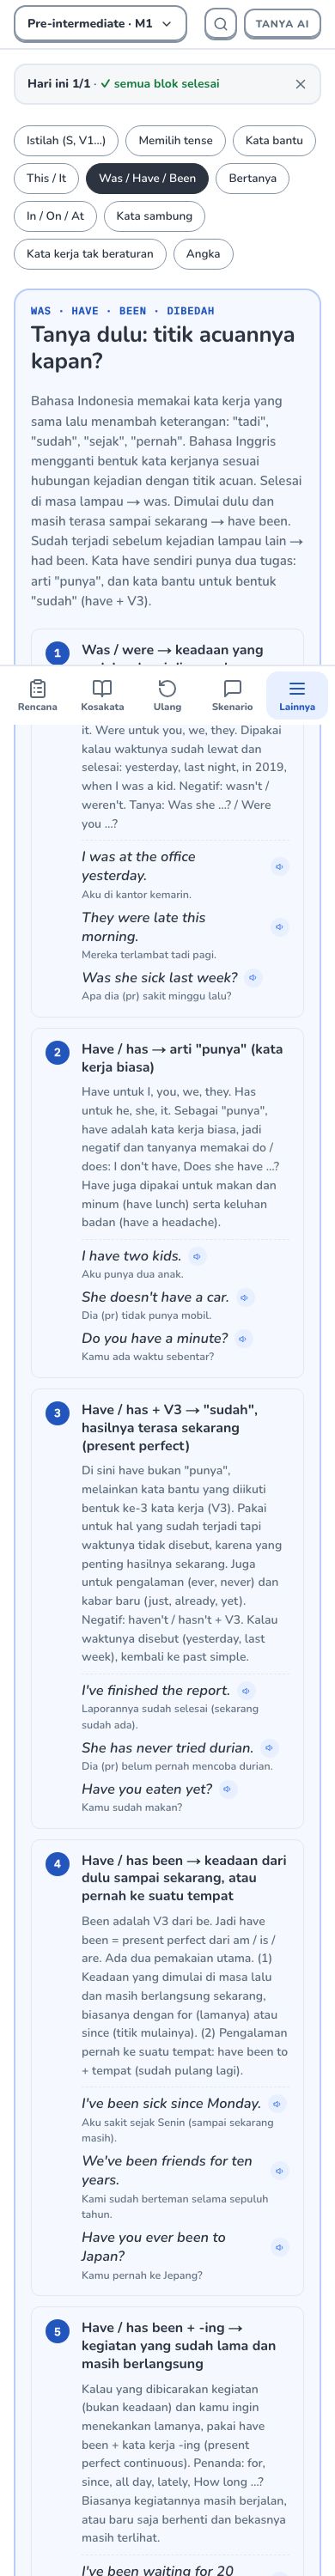 Pre-intermediate · M1
TANYA AI
Hari ini 1/1 · ✓ semua blok selesai
Istilah (S, V1...)
Memilih tense
Kata bantu
This / It
Was / Have / Been
Bertanya
In / On / At
Kata sambung
Kata kerja tak beraturan
Angka
WAS · HAVE · BEEN · DIBEDAH
Tanya dulu: titik acuannya
kapan?
Bahasa Indonesia memakai kata kerja yang
sama lalu menambah keterangan: "tadi",
"sudah", "sejak", "pernah". Bahasa Inggris
mengganti bentuk kata kerjanya sesuai
hubungan kejadian dengan titik acuan. Selesai
di masa lampau → was. Dimulai dulu dan
masih terasa sampai sekarang → have been.
Sudah terjadi sebelum kejadian lampau lain →
had been. Kata have sendiri punya dua tugas:
arti "punya", dan kata bantu untuk bentuk
"sudah" (have + V3).
1
Was / were → keadaan yang
Rencana
Kosakata
Ulang
Skenario
Lainnya
it. Were untuk you, we, they. Dipakai
kalau waktunya sudah lewat dan
selesai: yesterday, last night, in 2019,
when I was a kid. Negatif: wasn't /
weren't. Tanya: Was she ...? / Were
you ...?
I was at the office
yesterday.
Aku di kantor kemarin.
They were late this
morning.
Mereka terlambat tadi pagi.
Was she sick last week?
Apa dia (pr) sakit minggu lalu?
2
Have / has → arti "punya" (kata
kerja biasa)
Have untuk I, you, we, they. Has
untuk he, she, it. Sebagai "punya",
have adalah kata kerja biasa, jadi
negatif dan tanyanya memakai do /
does: I don't have, Does she have ...?
Have juga dipakai untuk makan dan
minum (have lunch) serta keluhan
badan (have a headache).
I have two kids.
Aku punya dua anak.
She doesn't have a car.
Dia (pr) tidak punya mobil.
Do you have a minute?
Kamu ada waktu sebentar?
3
Have / has + V3 → "sudah",
hasilnya terasa sekarang
(present perfect)
Di sini have bukan "punya",
melainkan kata bantu yang diikuti
bentuk ke-3 kata kerja (V3). Pakai
untuk hal yang sudah terjadi tapi
waktunya tidak disebut, karena yang
penting hasilnya sekarang. Juga
untuk pengalaman (ever, never) dan
kabar baru (just, already, yet).
Negatif: haven't / hasn't + V3. Kalau
waktunya disebut (yesterday, last
week), kembali ke past simple.
I've finished the report.
Laporannya sudah selesai (sekarang
sudah ada).
She has never tried durian.
Dia (pr) belum pernah mencoba durian.
Have you eaten yet?
Kamu sudah makan?
4
Have / has been → keadaan dari
dulu sampai sekarang, atau
pernah ke suatu tempat
Been adalah V3 dari be. Jadi have
been = present perfect dari am / is /
are. Ada dua pemakaian utama. (1)
Keadaan yang dimulai di masa lalu
dan masih berlangsung sekarang,
biasanya dengan for (lamanya) atau
since (titik mulainya). (2) Pengalaman
pernah ke suatu tempat: have been to
+ tempat (sudah pulang lagi).
I've been sick since Monday.
Aku sakit sejak Senin (sampai sekarang
masih).
We've been friends for ten
years.
Kami sudah berteman selama sepuluh
tahun.
Have you ever been to
Japan?
Kamu pernah ke Jepang?
5
Have / has been + -ing →
kegiatan yang sudah lama dan
masih berlangsung
Kalau yang dibicarakan kegiatan
(bukan keadaan) dan kamu ingin
menekankan lamanya, pakai have
been + kata kerja -ing (present
perfect continuous). Penanda: for,
since, all day, lately, How long ...?
Biasanya kegiatannya masih berjalan,
atau baru saja berhenti dan bekasnya
masih terlihat.
I've been waiting for 20